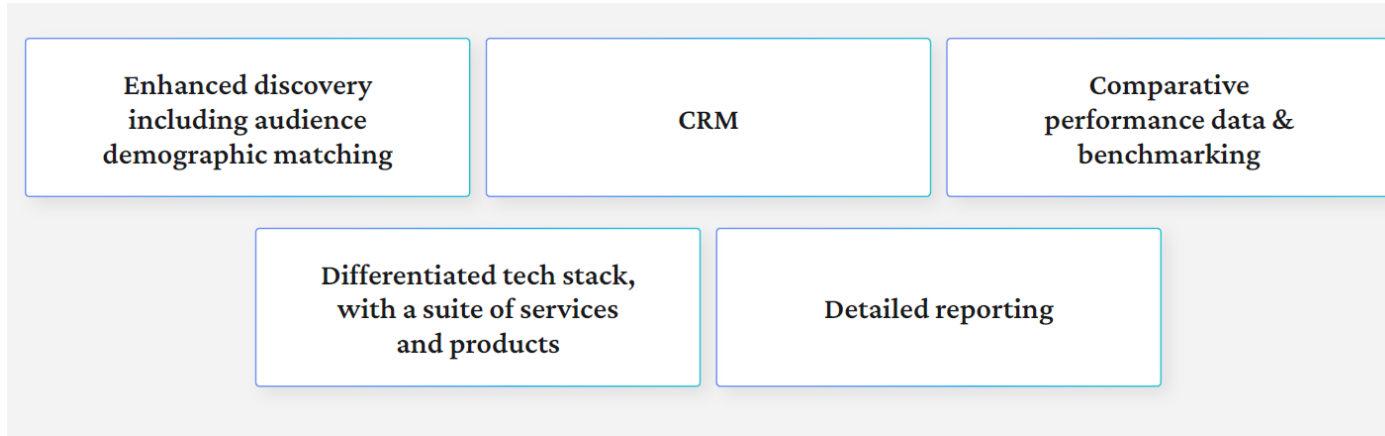 Enhanced discovery
including audience
demographic matching
CRM
Comparative
performance data &
benchmarking
Differentiated tech stack,
with a suite of services
and products
Detailed reporting